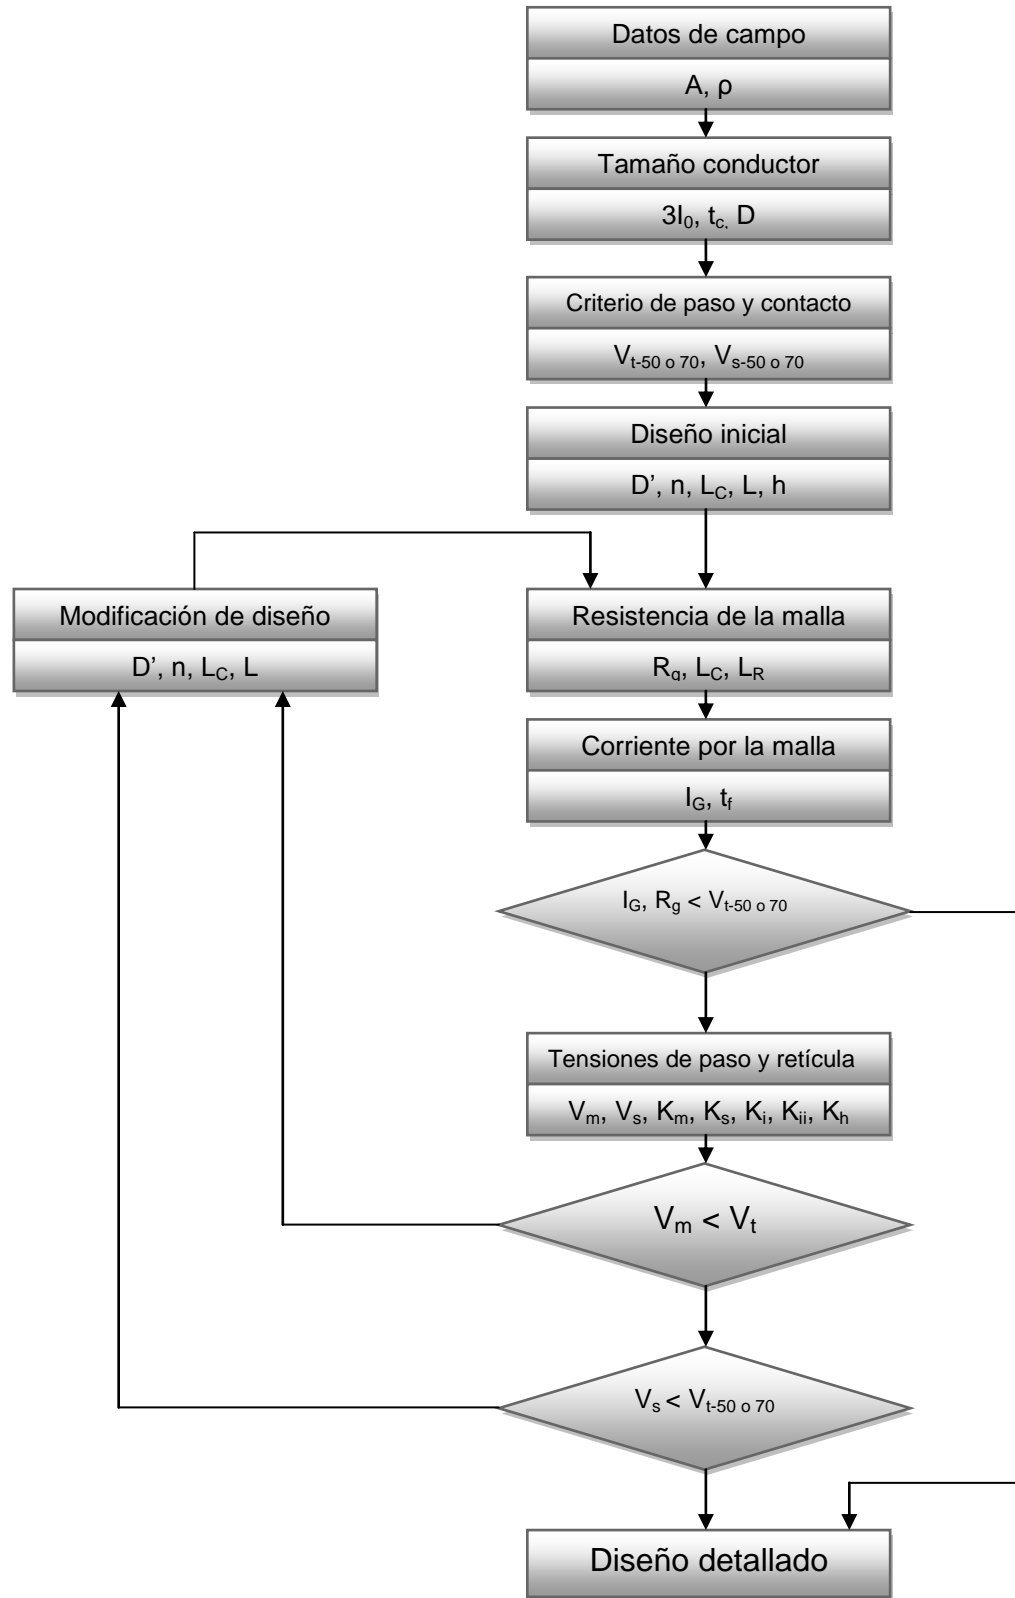 Datos de campo
A, ρ
Tamaño conductor
3I₀, t꜀, D
Criterio de paso y contacto
Vt-50 o 70, Vs-50 o 70
Diseño inicial
D’, n, LC, L, h
Modificación de diseño
D’, n, LC, L
Resistencia de la malla
Rg, LC, LR
Corriente por la malla
IG, tf
IG, Rg < Vt-50 o 70
Tensiones de paso y retícula
Vm, Vs, Km, Ks, Ki, Kii, Kh
Vm < Vt
Vs < Vt-50 o 70
Diseño detallado